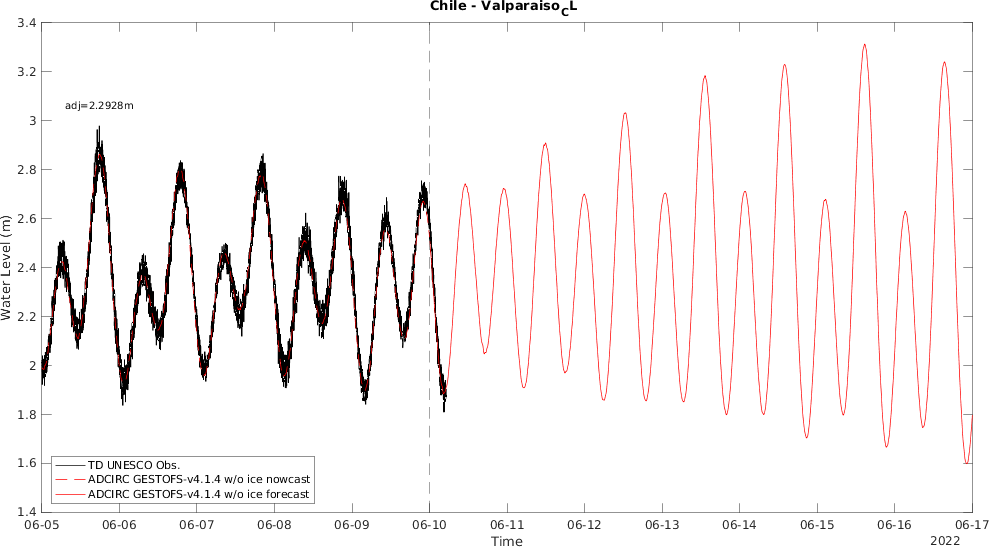 Chile - Valparaiso_CL
3.4
3.2
3
2.8
2.6
2.4
2.2
2
1.8
1.6
1.4
Water Level (m)
adj=2.2928m
TD UNESCO Obs.
ADCIRC GESTOFS-v4.1.4 w/o ice nowcast
ADCIRC GESTOFS-v4.1.4 w/o ice forecast
06-05 06-06 06-07 06-08 06-09 06-10 06-11 06-12 06-13 06-14 06-15 06-16 06-17
Time
2022